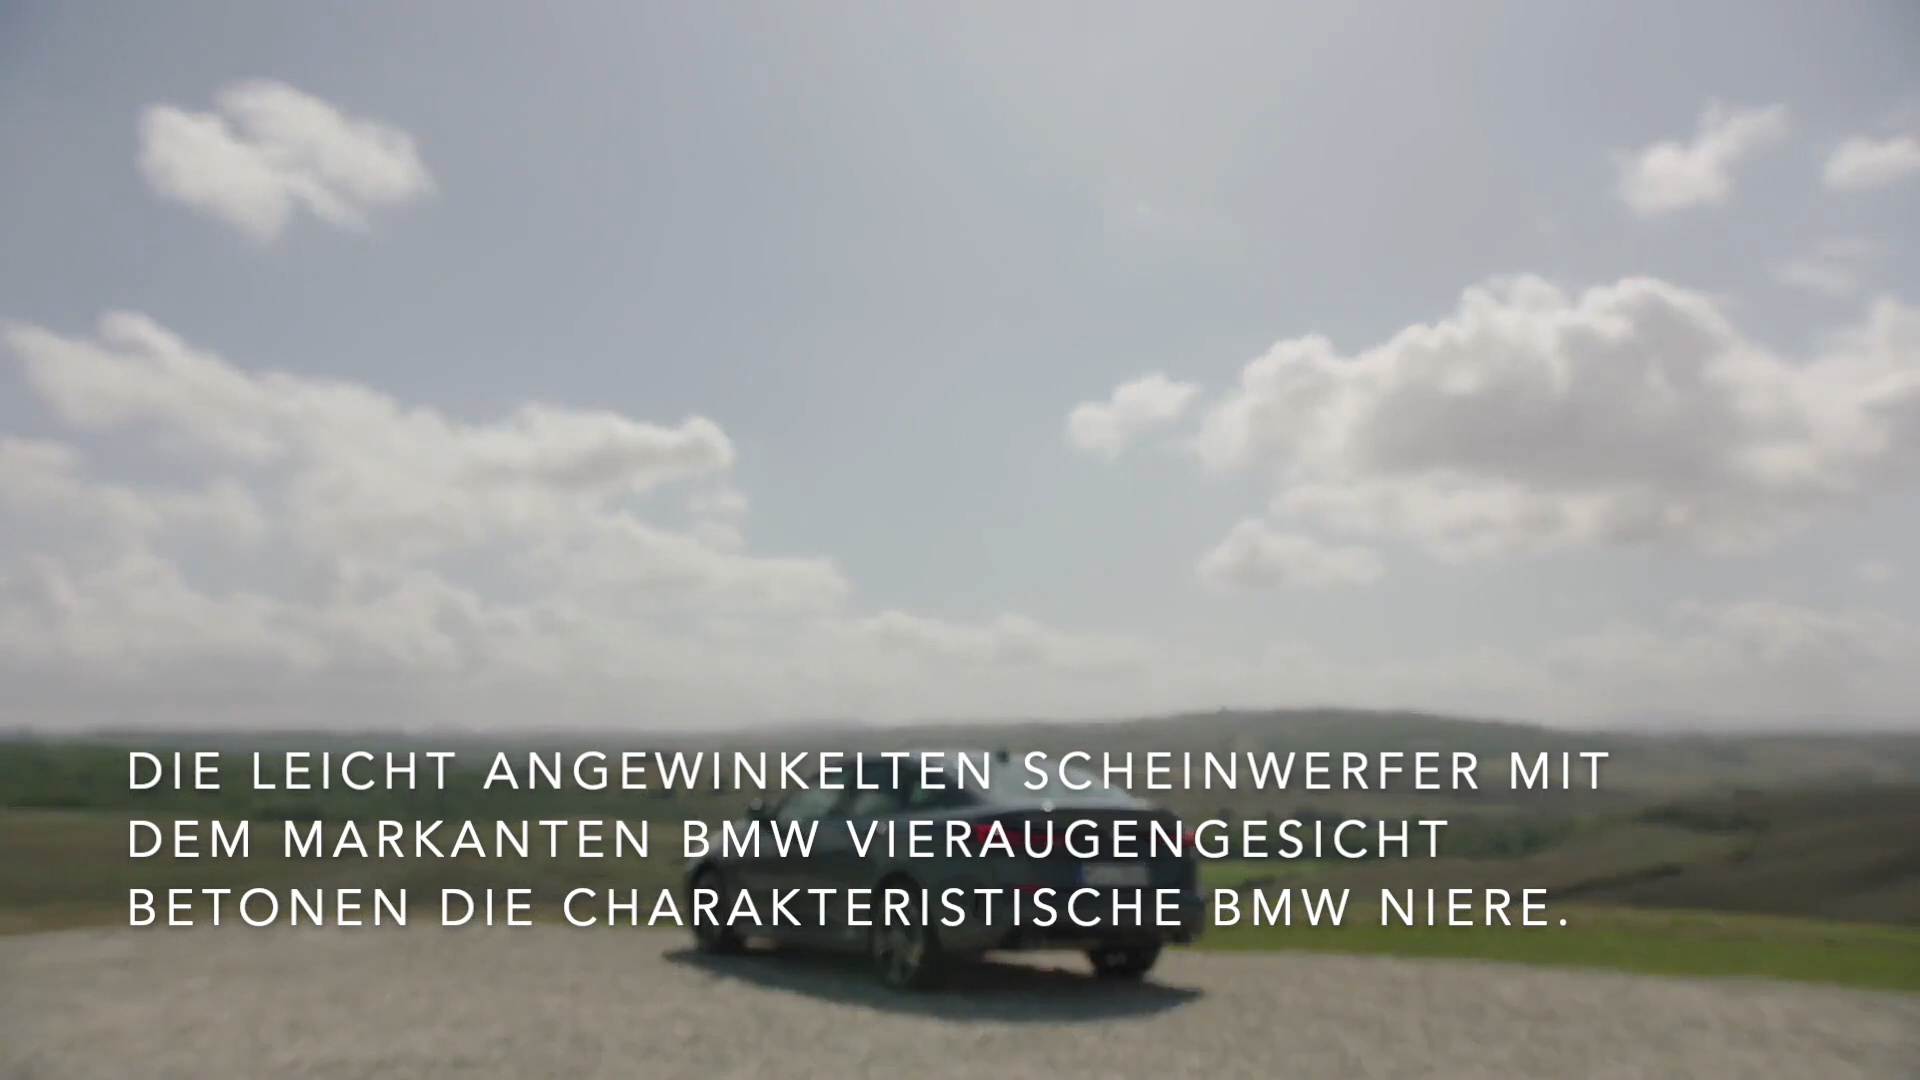 DIE LEICHT ANGEWINKELTEN SCHEINWERFER MIT
DEM MARKANTEN BMW VIERAUGENGESICHT
BETONEN DIE CHARAKTERISTISCHE BMW NIERE.